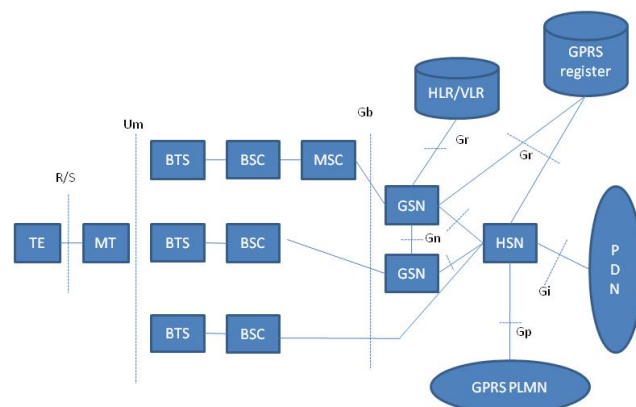 GPRS
register
HLR/VLR
Um
Gb
Gr
Gr
R/S
BTS
BSC
MSC
GSN
TE
MT
BTS
BSC
Gn
HSN
GSN
P
D
N
Gi
BTS
BSC
Gp
GPRS PLMN